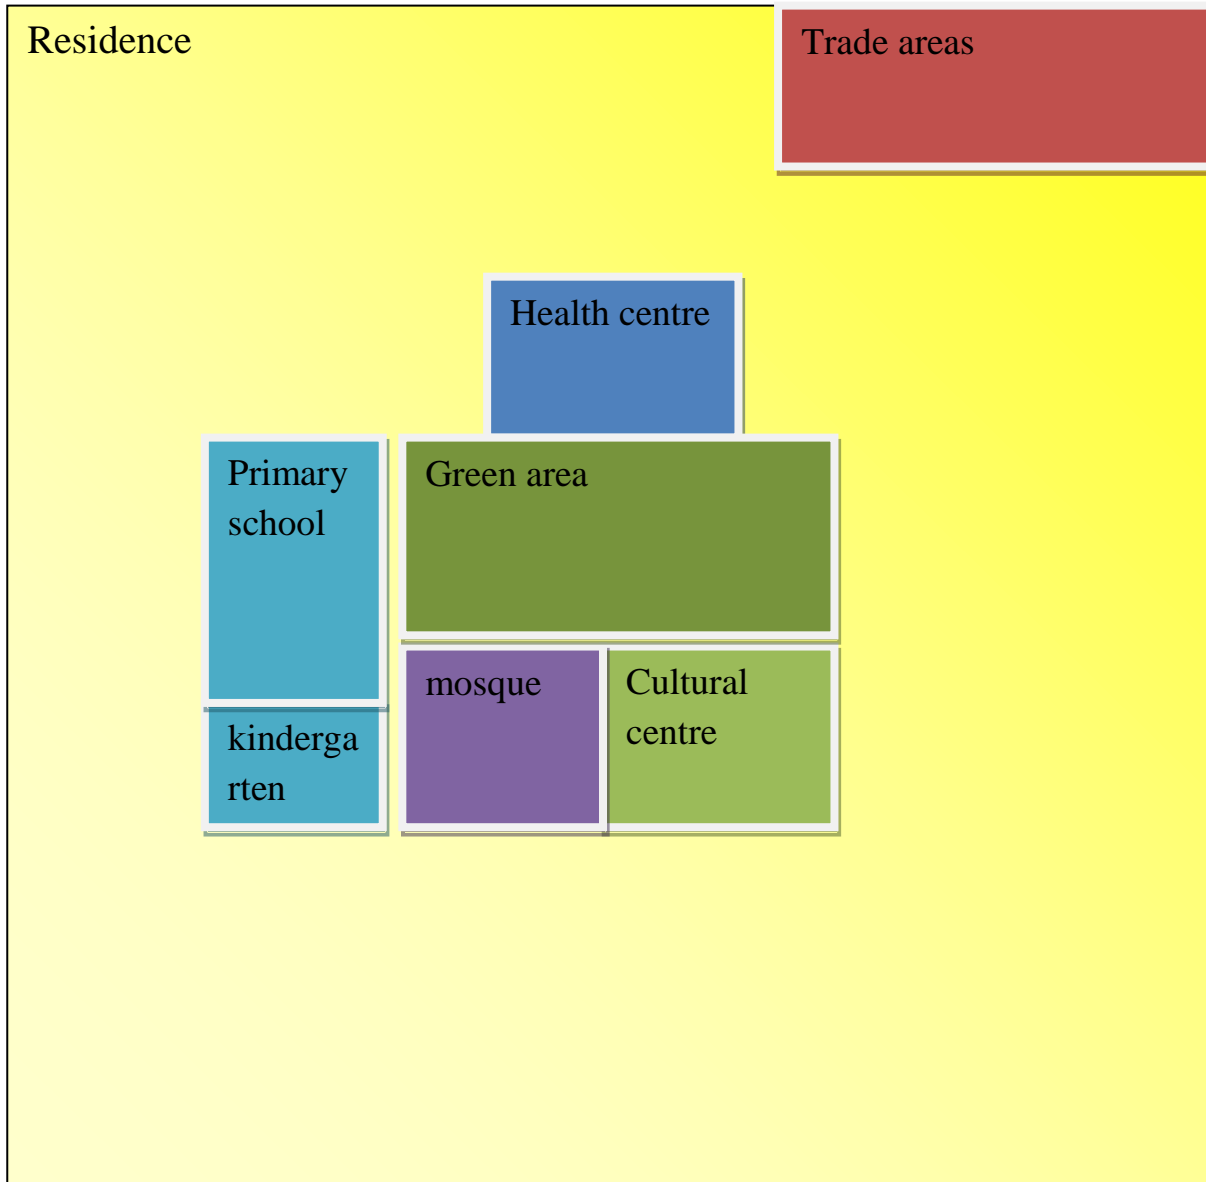 Residence
Trade areas
Health centre
Primary
school
Green area
kinderga
rten
mosque
Cultural
centre